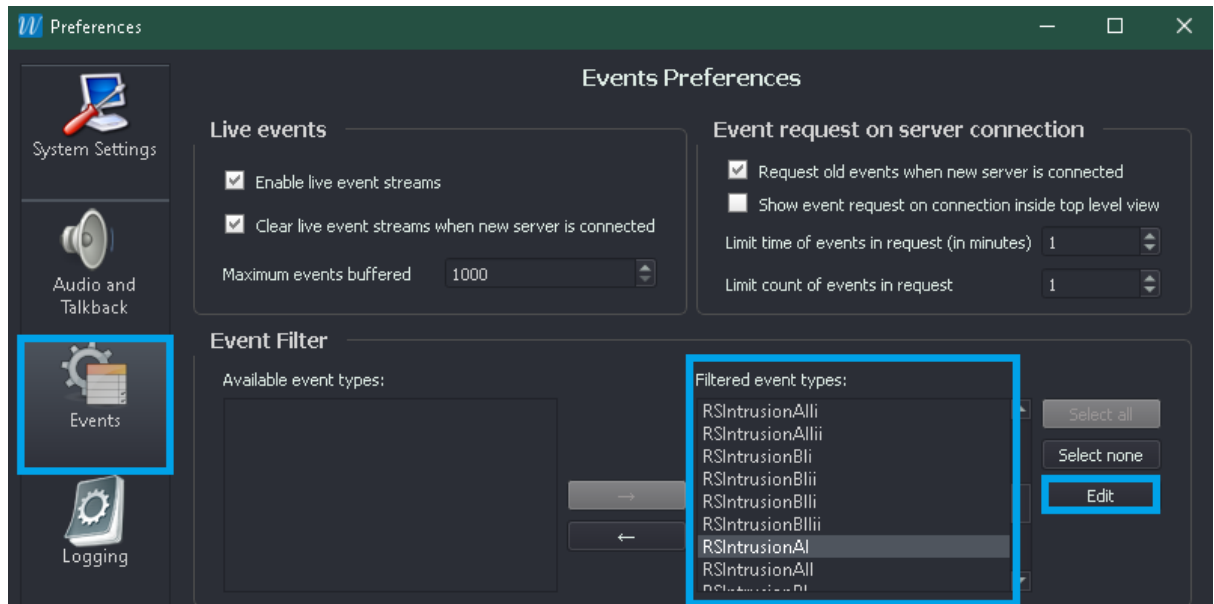 Preferences
Events Preferences
System Settings
Audio and
Talkback
Events
Logging
Live events
Enable live event streams
Clear live event streams when new server is connected
Maximum events buffered 1000
Event request on server connection
Request old events when new server is connected
Show event request on connection inside top level view
Limit time of events in request (in minutes) 1
Limit count of events in request 1
Event Filter
Available event types:
→
←
Filtered event types:
RSIntrusionAIi
RSIntrusionAIii
RSIntrusionBIi
RSIntrusionBIii
RSIntrusionBIIi
RSIntrusionBIIii
RSIntrusionAI
RSIntrusionAII
Select all
Select none
Edit